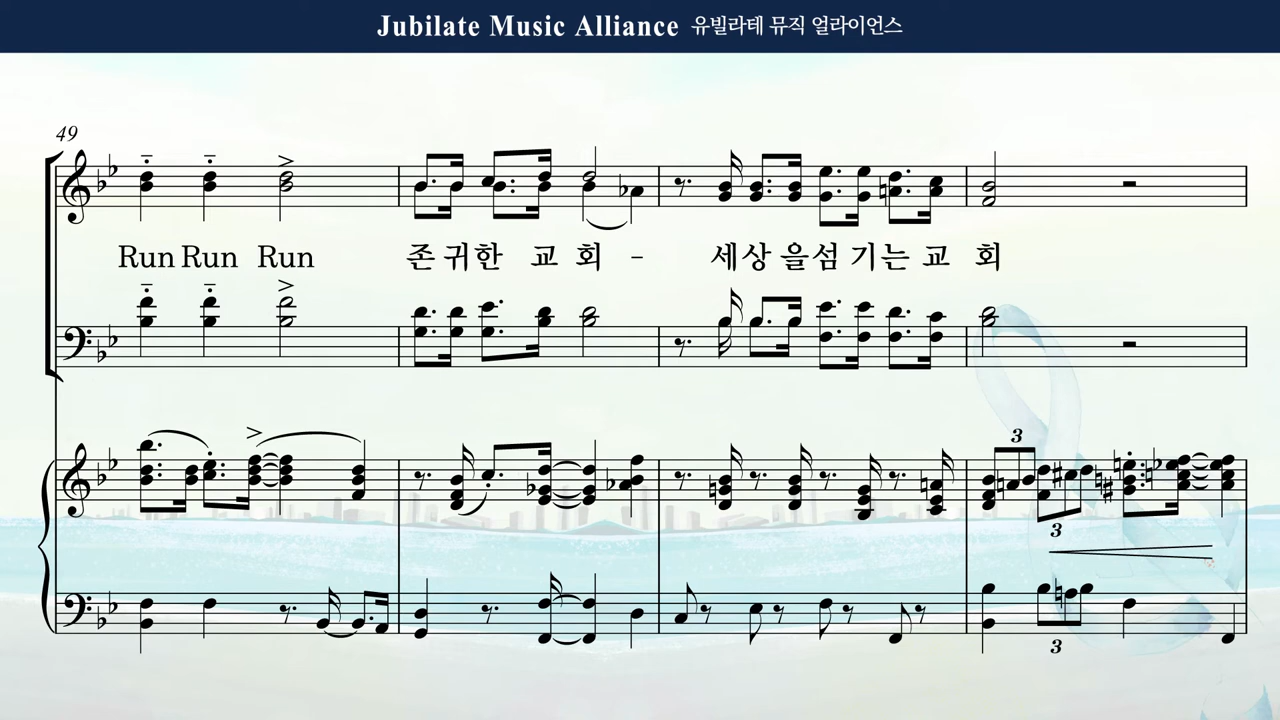 Jubilate Music Alliance 유빌라테 뮤직 얼라이언스
49
Run Run Run 존 귀 한 교 회 - 세 상 을 섬 기 는 교 회
3
3
3